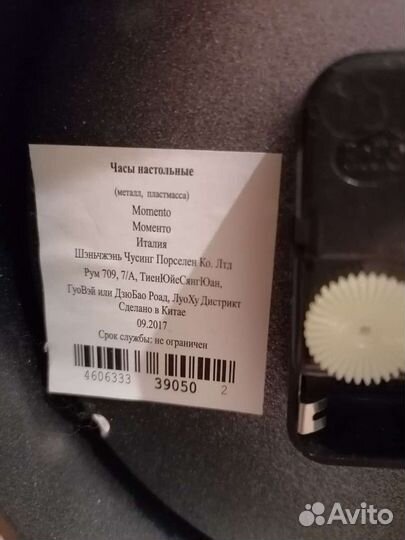 Часы настольные
(металл, пластмасса)
Momento
Моменто
Италия
Шэньчжэнь Чусинг Порселен Ко. Лтд
Рум 709, 7/А, ТиенЮйеСянгЮан,
ГуоВэй или ДзюБао Роад, ЛуоХу Дистрикт
Сделано в Китае
09.2017
Срок службы: не ограничен
4606333 39050 2
Avito